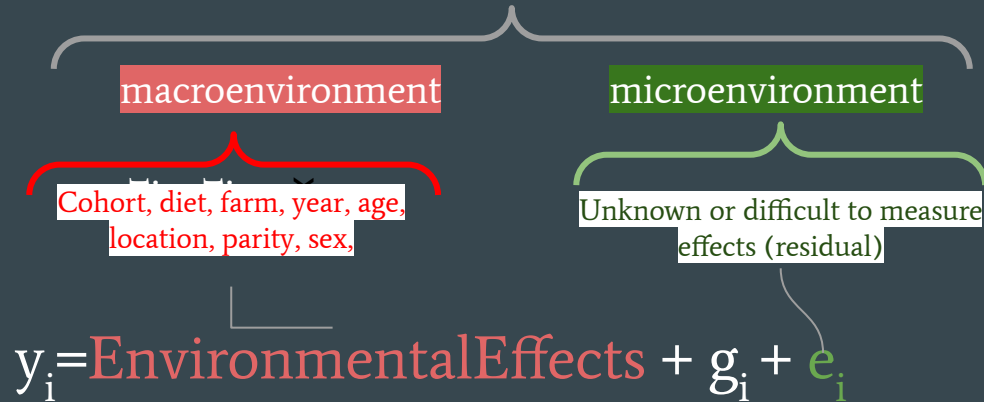 macroenvironment
microenvironment
Cohort, diet, farm, year, age,
location, parity, sex,
Unknown or difficult to measure
effects (residual)
yᵢ=EnvironmentalEffects + gᵢ + eᵢ